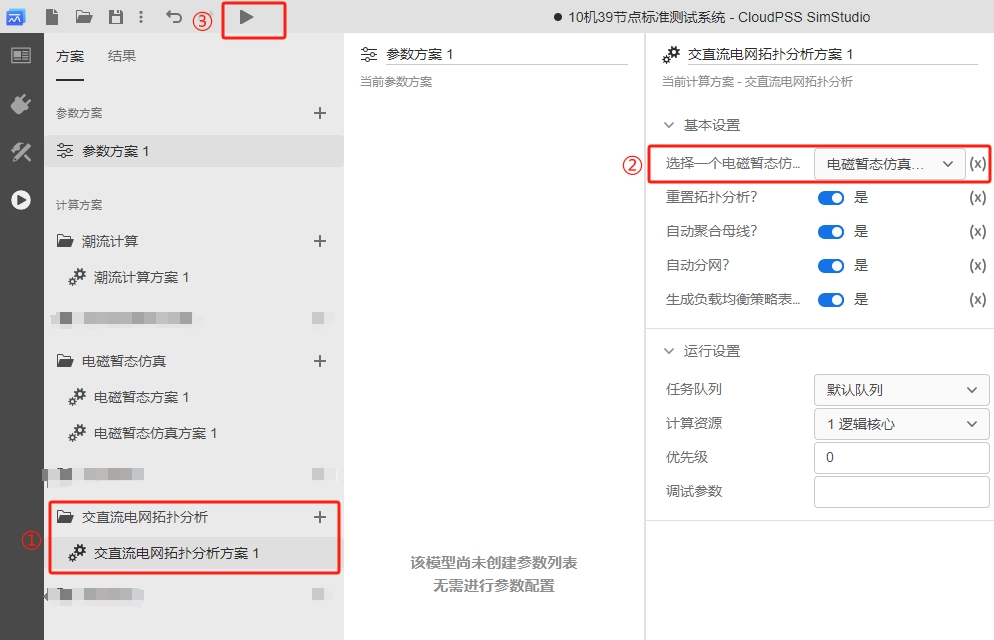 ③
● 10机39节点标准测试系统 - CloudPSS SimStudio
方案 结果
参数方案
参数方案 1
计算方案
潮流计算
潮流计算方案 1
电磁暂态仿真
电磁暂态方案 1
电磁暂态仿真方案 1
①
交直流电网拓扑分析
交直流电网拓扑分析方案 1
参数方案 1
当前参数方案
该模型尚未创建参数列表
无需进行参数配置
交直流电网拓扑分析方案 1
当前计算方案 - 交直流电网拓扑分析
基本设置
②
选择一个电磁暂态仿... 电磁暂态仿真... (x)
重置拓扑分析? 是 (x)
自动聚合母线? 是 (x)
自动分网? 是 (x)
生成负载均衡策略表... 是 (x)
运行设置
任务队列 默认队列
计算资源 1 逻辑核心
优先级 0
调试参数